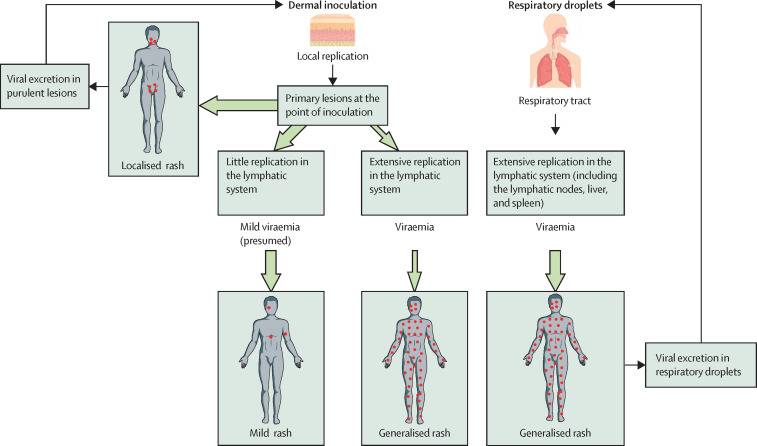 Dermal inoculation
Respiratory droplets
Local replication
Viral excretion in
purulent lesions
Primary lesions at the
point of inoculation
Respiratory tract
Localised rash
Little replication in
the lymphatic
system
Extensive replication
in the lymphatic
system
Extensive replication in the
lymphatic system (including
the lymphatic nodes, liver,
and spleen)
Mild viraemia
(presumed)
Viraemia
Viraemia
Viral excretion in
respiratory droplets
Mild rash
Generalised rash
Generalised rash